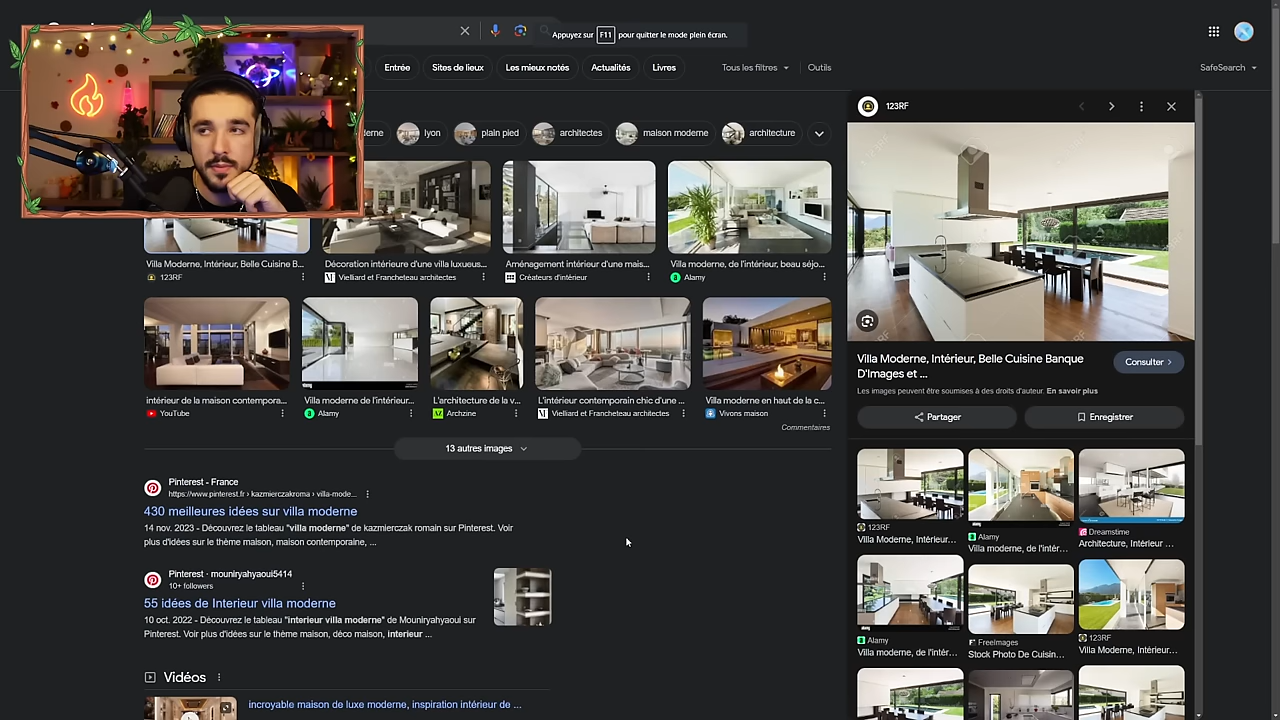 Appuyez sur F11 pour quitter le mode plein écran.
Entrée
Sites de lieux
Les mieux notés
Actualités
Livres
Tous les filtres
Outils
SafeSearch
lyon
plain pied
architectes
maison moderne
architecture
Villa Moderne, Intérieur, Belle Cuisine B...
123RF
Décoration intérieure d'une villa luxueus...
Vielliard et Francheteau architectes
Aménagement intérieur d'une mais...
Créateurs d'intérieur
Villa moderne, de l'intérieur, beau séjo...
Alamy
intérieur de la maison contempora...
YouTube
Villa moderne de l'intérieur...
Alamy
L'architecture de la v...
Archzine
L'intérieur contemporain chic d'une ...
Vielliard et Francheteau architectes
Villa moderne en haut de la c...
Vivons maison
Commentaires
13 autres images
Pinterest - France
https://www.pinterest.fr › kazmierczakroma › villa-mode...
430 meilleures idées sur villa moderne
14 nov. 2023 - Découvrez le tableau "villa moderne" de kazmierczak romain sur Pinterest. Voir
plus d'idées sur le thème maison, maison contemporaine, ...
Pinterest · mouniryahyaoui5414
10+ followers
55 idées de Interieur villa moderne
10 oct. 2022 - Découvrez le tableau "interieur villa moderne" de Mouniryahyaoui sur
Pinterest. Voir plus d'idées sur le thème maison, déco maison, interieur ...
Vidéos
incroyable maison de luxe moderne, inspiration intérieur de ...
123RF
Villa Moderne, Intérieur, Belle Cuisine Banque
D'Images et ...
Consulter
Les images peuvent être soumises à des droits d'auteur. En savoir plus
Partager
Enregistrer
123RF
Villa Moderne, Intérieur...
Alamy
Villa moderne, de l'intér...
Dreamstime
Architecture, Intérieur ...
Alamy
Villa moderne, de l'intér...
FreeImages
Stock Photo De Cuisin...
123RF
Villa Moderne, Intérieur...